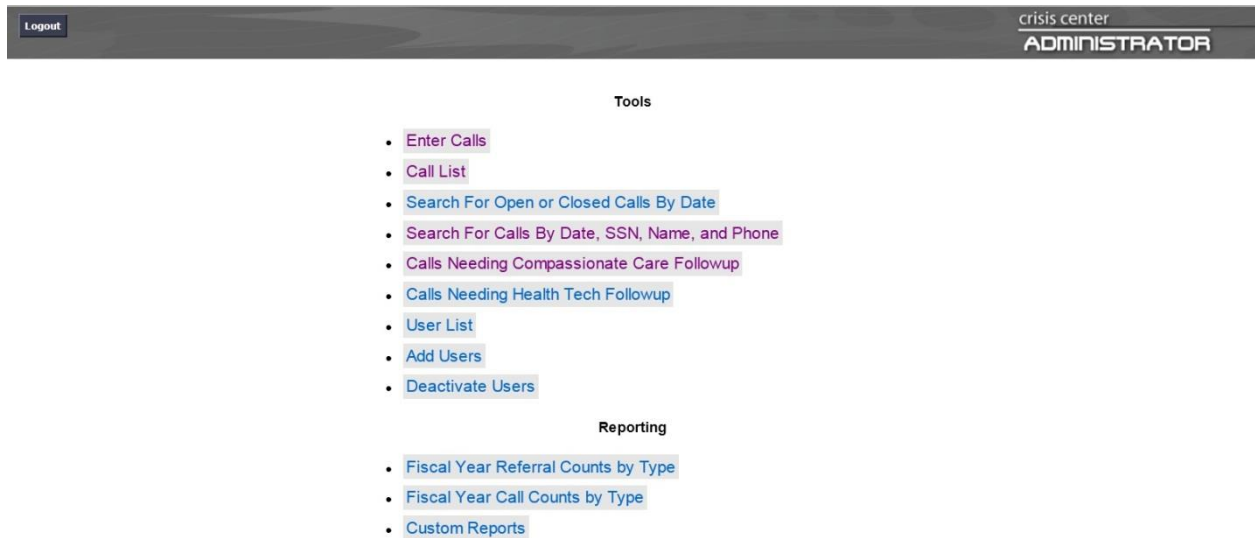 Logout
crisis center
ADMINISTRATOR
Tools
Enter Calls
Call List
Search For Open or Closed Calls By Date
Search For Calls By Date, SSN, Name, and Phone
Calls Needing Compassionate Care Followup
Calls Needing Health Tech Followup
User List
Add Users
Deactivate Users
Reporting
Fiscal Year Referral Counts by Type
Fiscal Year Call Counts by Type
Custom Reports